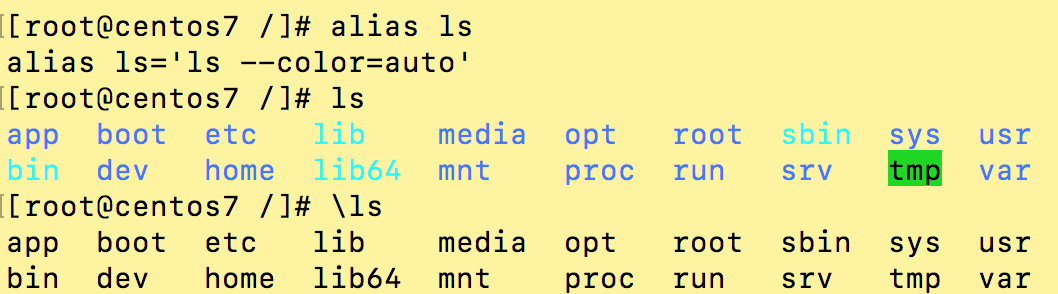 [root@centos7 /]# alias ls
alias ls='ls --color=auto'
[root@centos7 /]# ls
app boot etc lib media opt root sbin sys usr
bin dev home lib64 mnt proc run srv tmp var
[root@centos7 /]# \ls
app boot etc lib media opt root sbin sys usr
bin dev home lib64 mnt proc run srv tmp var